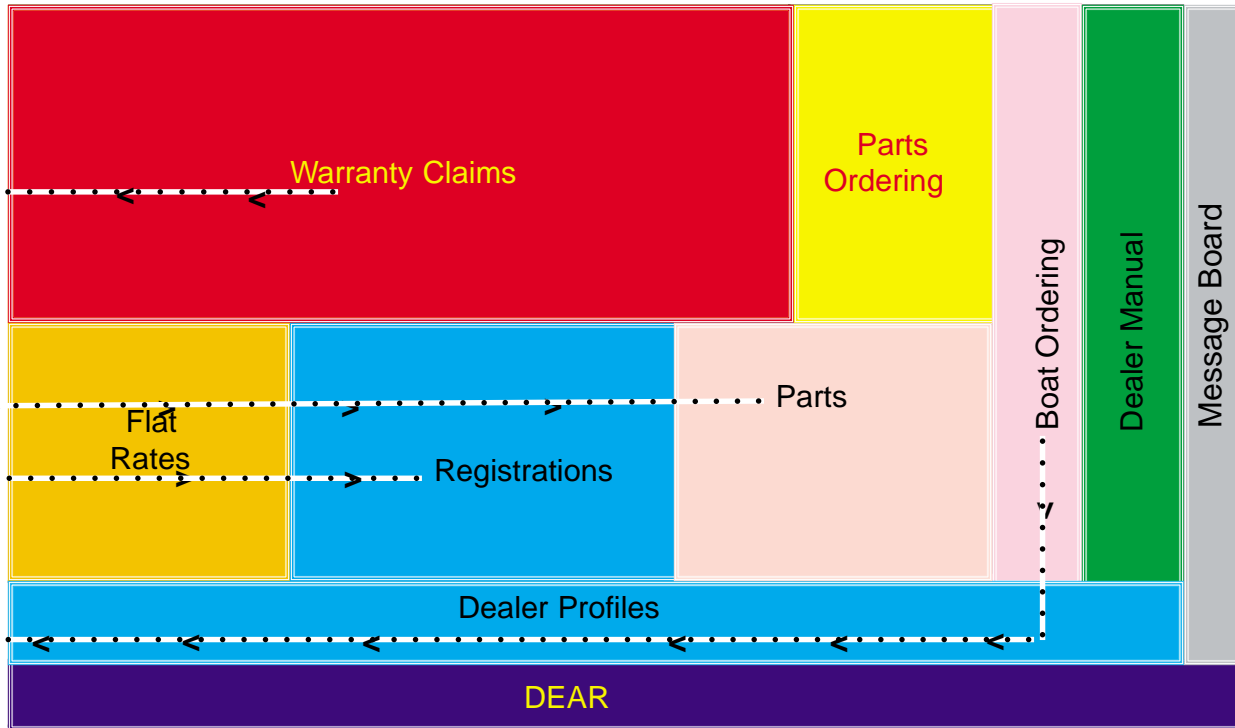 Warranty Claims
Parts
Ordering
Boat Ordering
Dealer Manual
Message Board
Flat
Rates
Registrations
Parts
Dealer Profiles
DEAR